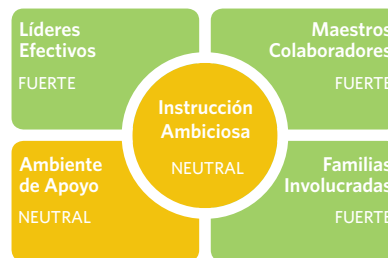 Líderes
Efectivos
FUERTE
Maestros
Colaboradores
FUERTE
Instrucción
Ambiciosa
NEUTRAL
Ambiente
de Apoyo
NEUTRAL
Familias
Involucradas
FUERTE